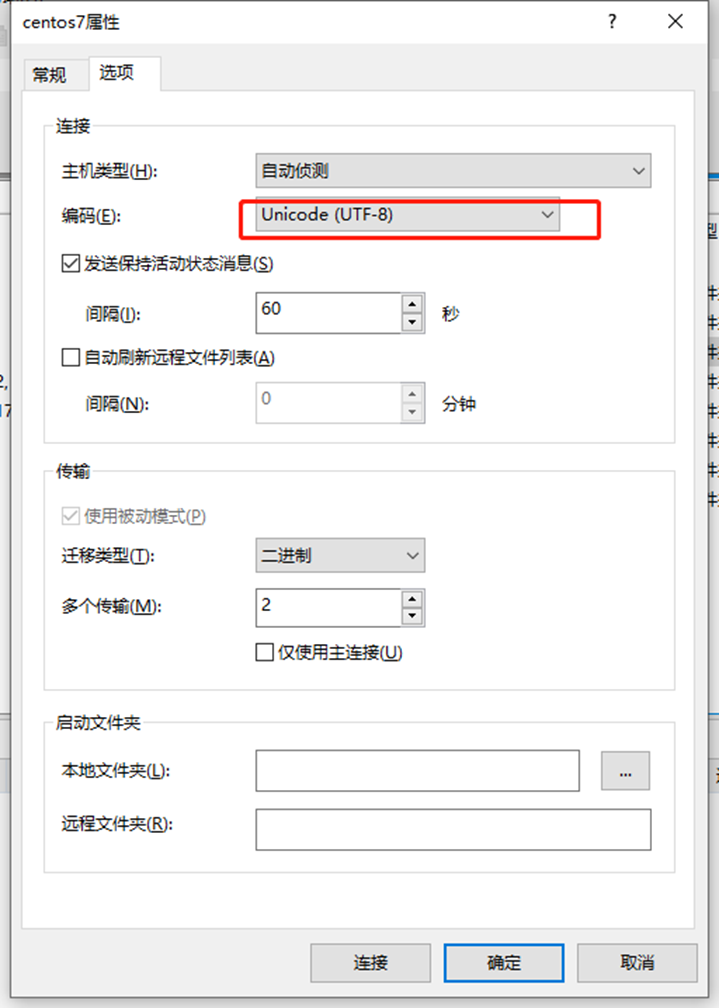 centos7属性
?
常规 选项
连接
主机类型(H): 自动侦测
编码(E): Unicode (UTF-8)
发送保持活动状态消息(S)
间隔(I): 60 秒
自动刷新远程文件列表(A)
间隔(N): 0 分钟
传输
使用被动模式(P)
迁移类型(T): 二进制
多个传输(M): 2
仅使用主连接(U)
启动文件夹
本地文件夹(L): ...
远程文件夹(R):
连接 确定 取消